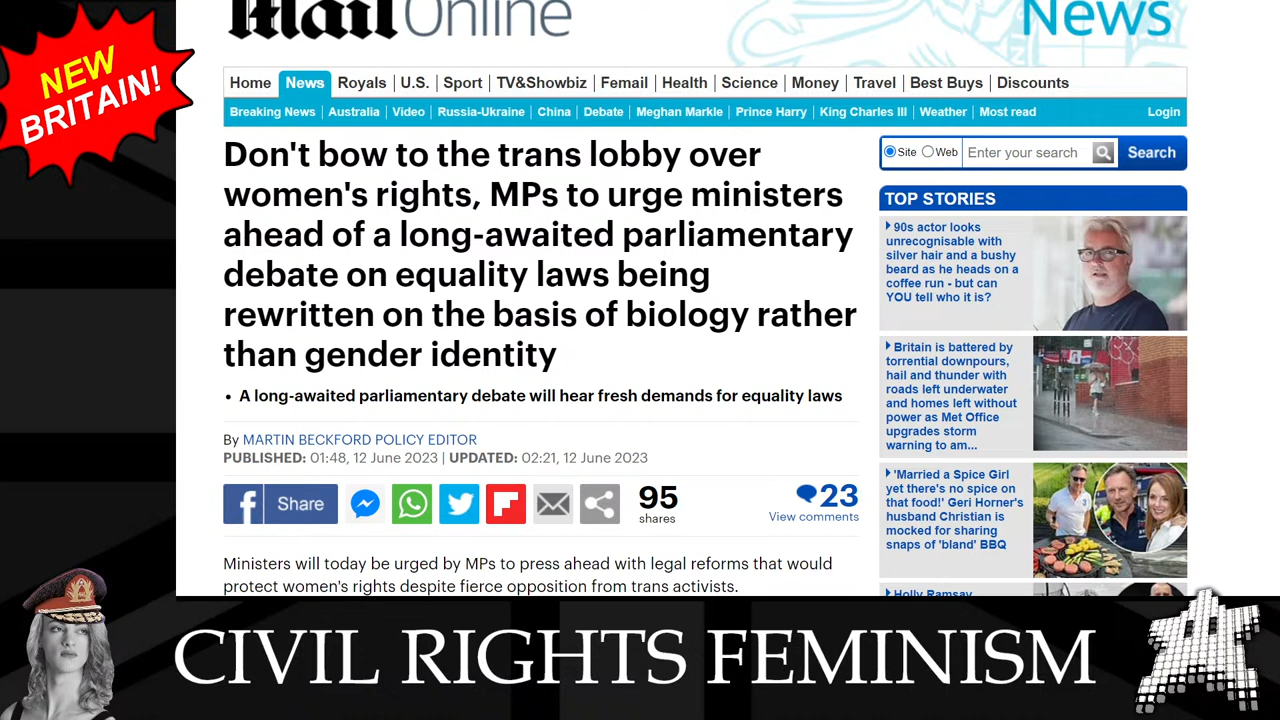 Mail Online
News
NEW
BRITAIN!
Home News Royals U.S. Sport TV&Showbiz Femail Health Science Money Travel Best Buys Discounts
Breaking News Australia Video Russia-Ukraine China Debate Meghan Markle Prince Harry King Charles III Weather Most read Login
Don't bow to the trans lobby over
women's rights, MPs to urge ministers
ahead of a long-awaited parliamentary
debate on equality laws being
rewritten on the basis of biology rather
than gender identity
• A long-awaited parliamentary debate will hear fresh demands for equality laws
By MARTIN BECKFORD POLICY EDITOR
PUBLISHED: 01:48, 12 June 2023 | UPDATED: 02:21, 12 June 2023
Share
95
shares
23
View comments
Ministers will today be urged by MPs to press ahead with legal reforms that would
protect women's rights despite fierce opposition from trans activists.
Site Web Enter your search Search
TOP STORIES
90s actor looks
unrecognisable with
silver hair and a bushy
beard as he heads on a
coffee run - but can
YOU tell who it is?
Britain is battered by
torrential downpours,
hail and thunder with
roads left underwater
and homes left without
power as Met Office
upgrades storm
warning to am...
'Married a Spice Girl
yet there's no spice on
that food!' Geri Horner's
husband Christian is
mocked for sharing
snaps of 'bland' BBQ
Holly Ramsay
CIVIL RIGHTS FEMINISM